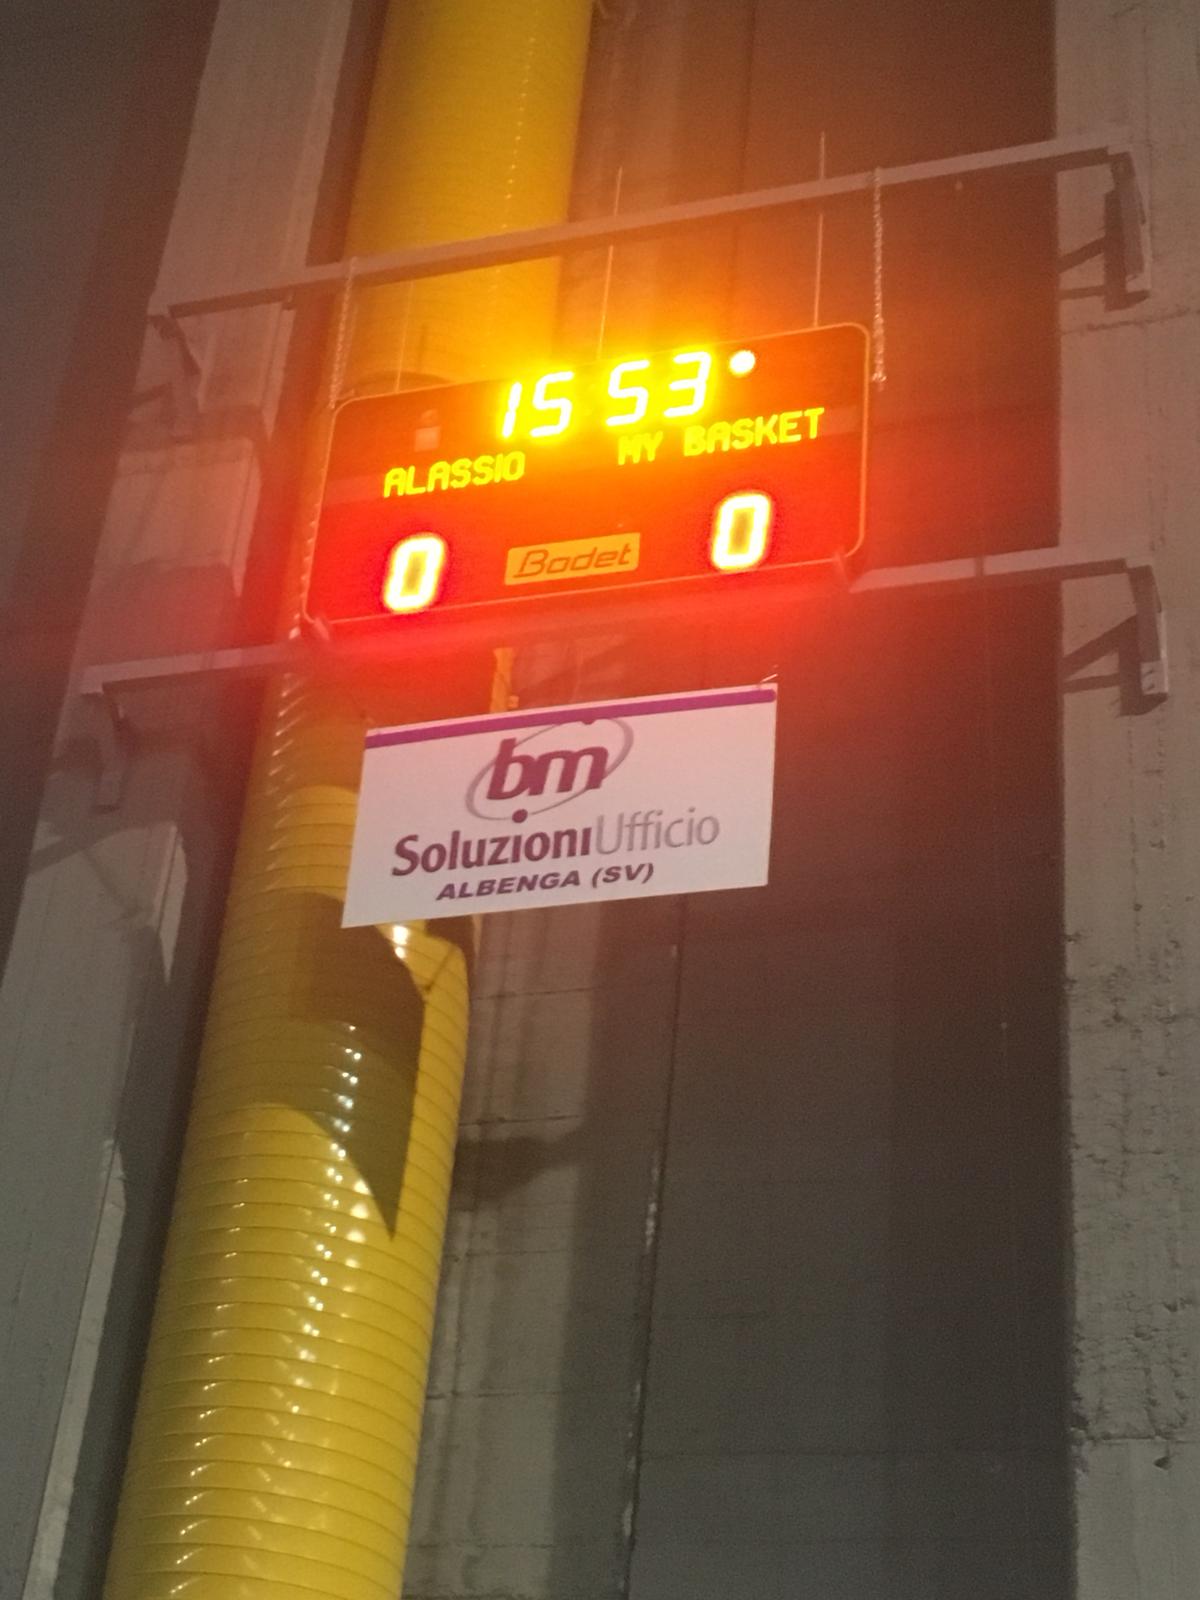 15 53
ALASSIO MY BASKET
0 Bodet 0
bm
SoluzioniUfficio
ALBENGA (SV)